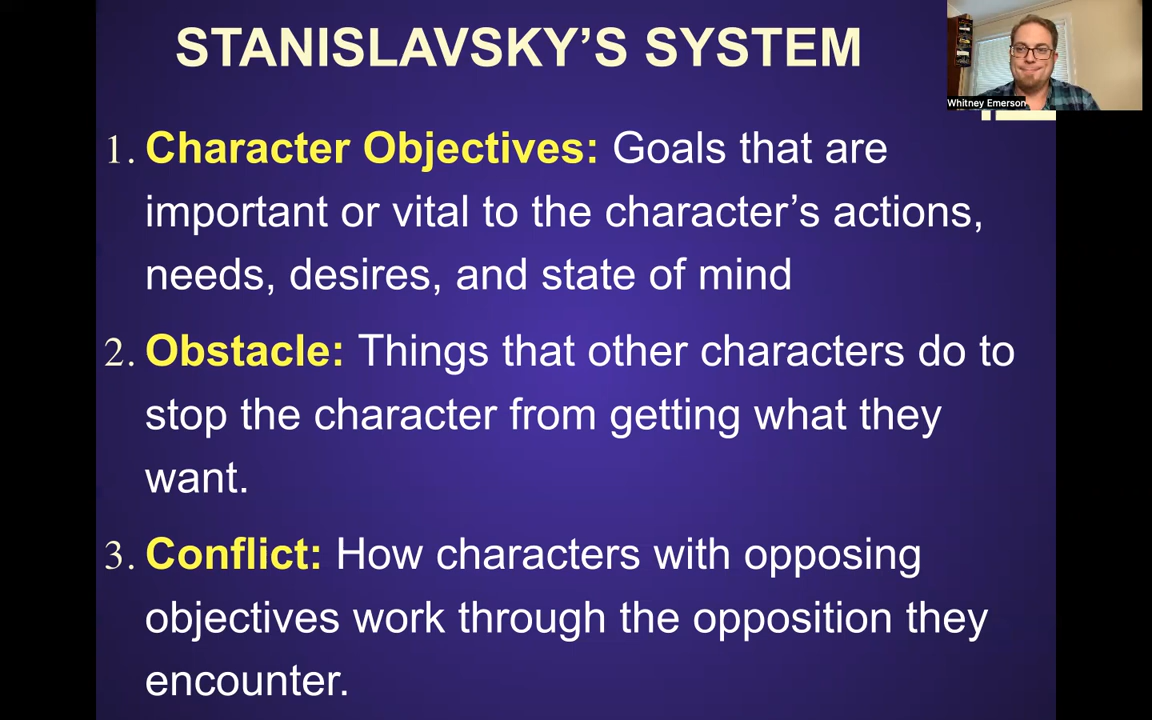 STANISLAVSKY'S SYSTEM
Whitney Emerson
1. Character Objectives: Goals that are
important or vital to the character's actions,
needs, desires, and state of mind
2. Obstacle: Things that other characters do to
stop the character from getting what they
want.
3. Conflict: How characters with opposing
objectives work through the opposition they
encounter.